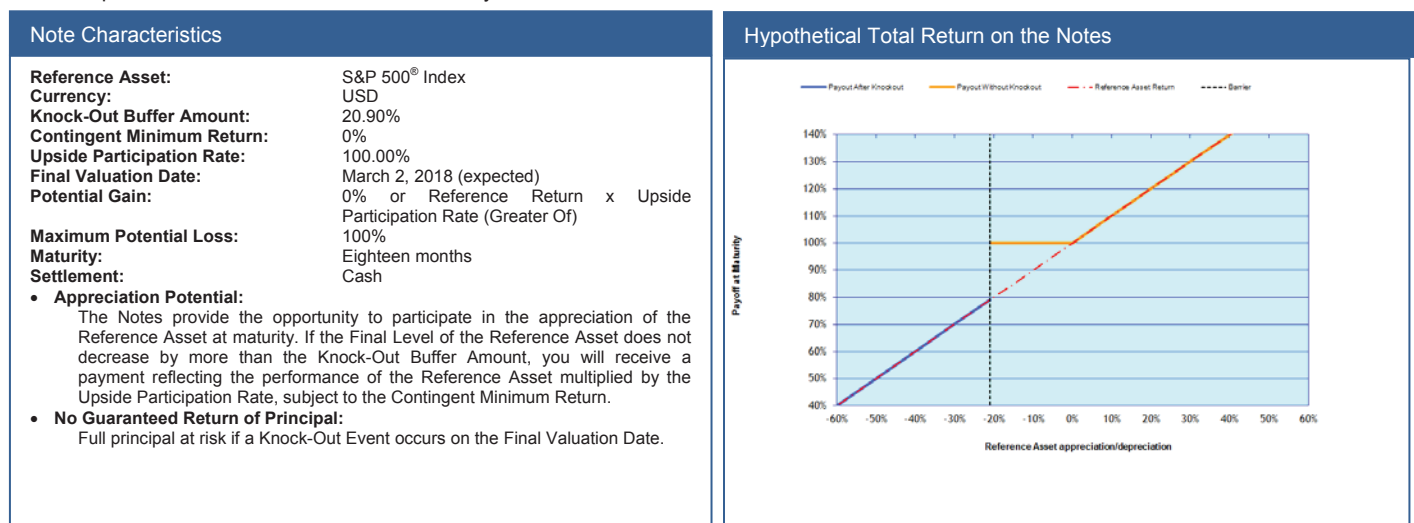 Note Characteristics
Reference Asset: S&P 500® Index
Currency: USD
Knock-Out Buffer Amount: 20.90%
Contingent Minimum Return: 0%
Upside Participation Rate: 100.00%
Final Valuation Date: March 2, 2018 (expected)
Potential Gain: 0% or Reference Return x Upside
Participation Rate (Greater Of)
Maximum Potential Loss: 100%
Maturity: Eighteen months
Settlement: Cash
• Appreciation Potential:
The Notes provide the opportunity to participate in the appreciation of the
Reference Asset at maturity. If the Final Level of the Reference Asset does not
decrease by more than the Knock-Out Buffer Amount, you will receive a
payment reflecting the performance of the Reference Asset multiplied by the
Upside Participation Rate, subject to the Contingent Minimum Return.
• No Guaranteed Return of Principal:
Full principal at risk if a Knock-Out Event occurs on the Final Valuation Date.
Hypothetical Total Return on the Notes
Payout After Knockout Payout Without Knockout Reference Asset Return Barrier
140%
130%
120%
110%
100%
90%
80%
70%
60%
50%
40%
Payoff at Maturity
-60% -50% -40% -30% -20% -10% 0% 10% 20% 30% 40% 50% 60%
Reference Asset appreciation/depreciation